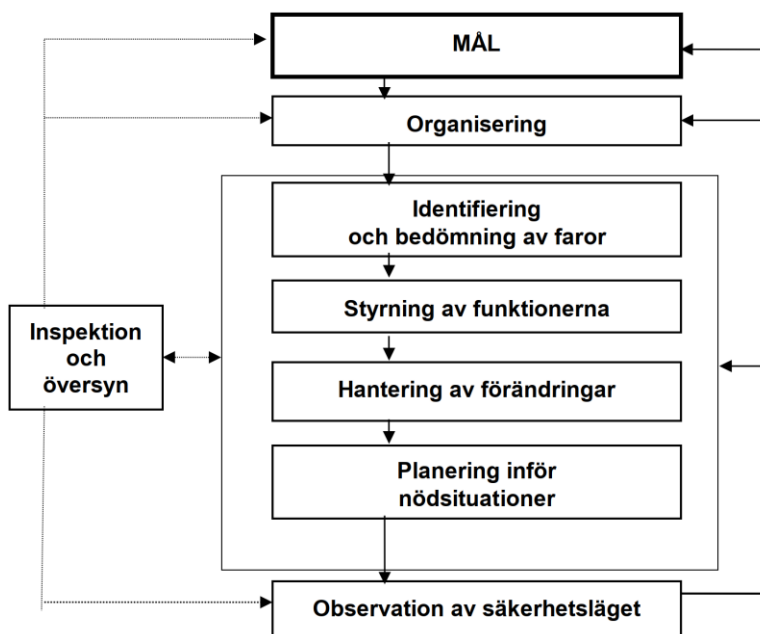 MÅL
Organisering
Identifiering
och bedömning av faror
Styrning av funktionerna
Inspektion
och
översyn
Hantering av förändringar
Planering inför
nödsituationer
Observation av säkerhetsläget